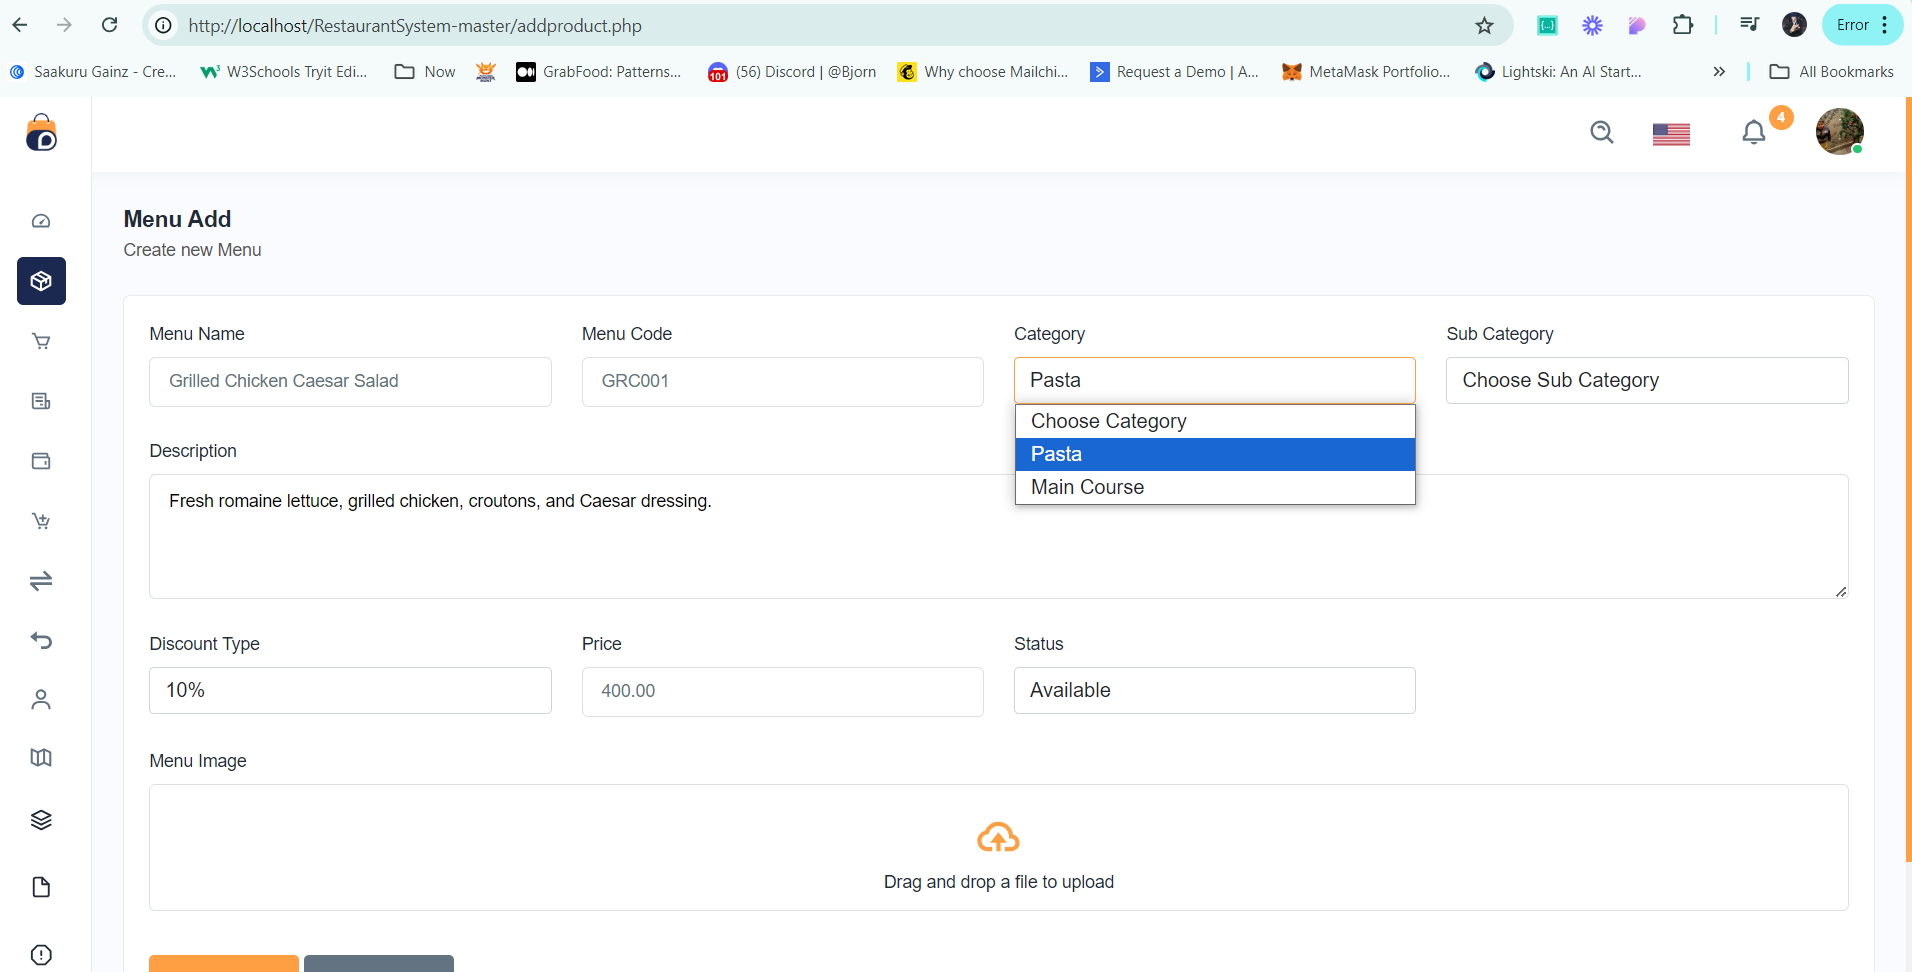 http://localhost/RestaurantSystem-master/addproduct.php
Error
Saakuru Gainz - Cre...
W3Schools Tryit Edi...
Now
GrabFood: Patterns...
101
(56) Discord | @Bjorn
Why choose Mailchi...
Request a Demo | A...
MetaMask Portfolio...
Lightski: An AI Start...
All Bookmarks
4
Menu Add
Create new Menu
Menu Name
Menu Code
Category
Sub Category
Grilled Chicken Caesar Salad
GRC001
Pasta
Choose Sub Category
Choose Category
Pasta
Main Course
Description
Fresh romaine lettuce, grilled chicken, croutons, and Caesar dressing.
Discount Type
Price
Status
10%
400.00
Available
Menu Image
Drag and drop a file to upload